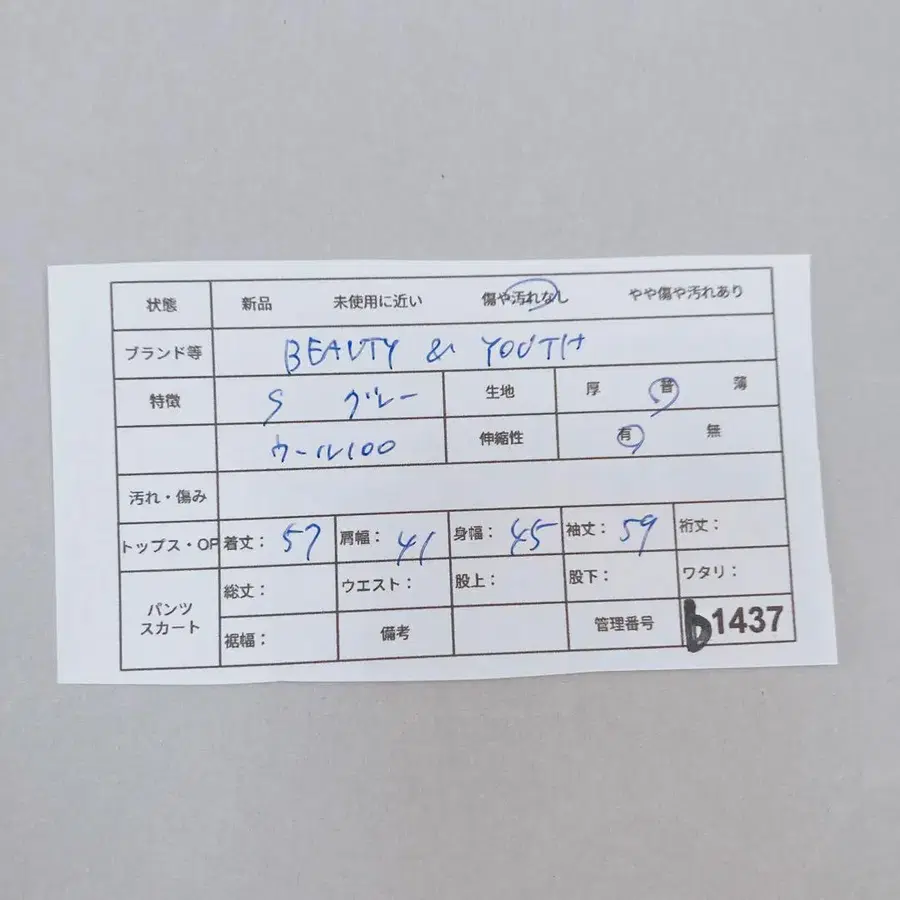 状態 新品 未使用に近い 傷や汚れなし やや傷や汚れあり
ブランド等 BEAUTY & YOUTH
特徴 S グレー 生地 厚 普 薄
ウール100 伸縮性 有 無
汚れ・傷み
トップス・OP 着丈: 57 肩幅: 41 身幅: 45 袖丈: 59 裄丈:
パンツ スカート 総丈: ウエスト: 股上: 股下: ワタリ:
裾幅: 備考 管理番号 b1437